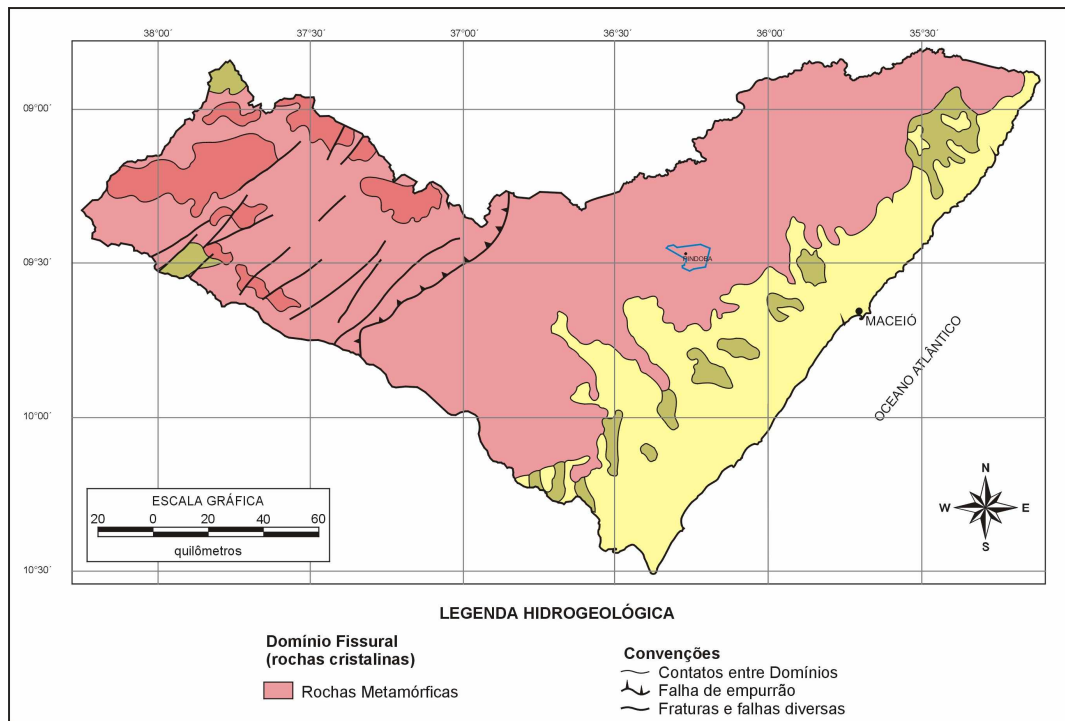 38°00´ 37°30´ 37°00´ 36°30´ 36°00´ 35°30´
09°00´
09°30´
PINDOBA
MACEIÓ
OCEANO ATLÂNTICO
10°00´
10°30´
ESCALA GRÁFICA
20 0 20 40 60
quilômetros
N
W E
S
LEGENDA HIDROGEOLÓGICA
Domínio Fissural
(rochas cristalinas)
Rochas Metamórficas
Convenções
Contatos entre Domínios
Falha de empurrão
Fraturas e falhas diversas